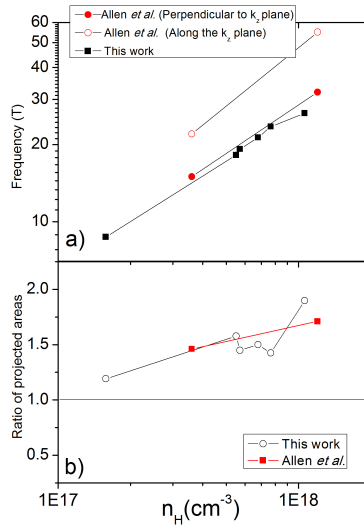 Allen et al. (Perpendicular to kz plane)
Allen et al. (Along the kz plane)
This work
60
30
20
10
Frequency (T)
a)
2.0
1.5
1.0
0.5
Ratio of projected areas
This work
Allen et al.
b)
1E17
1E18
nH(cm-3)